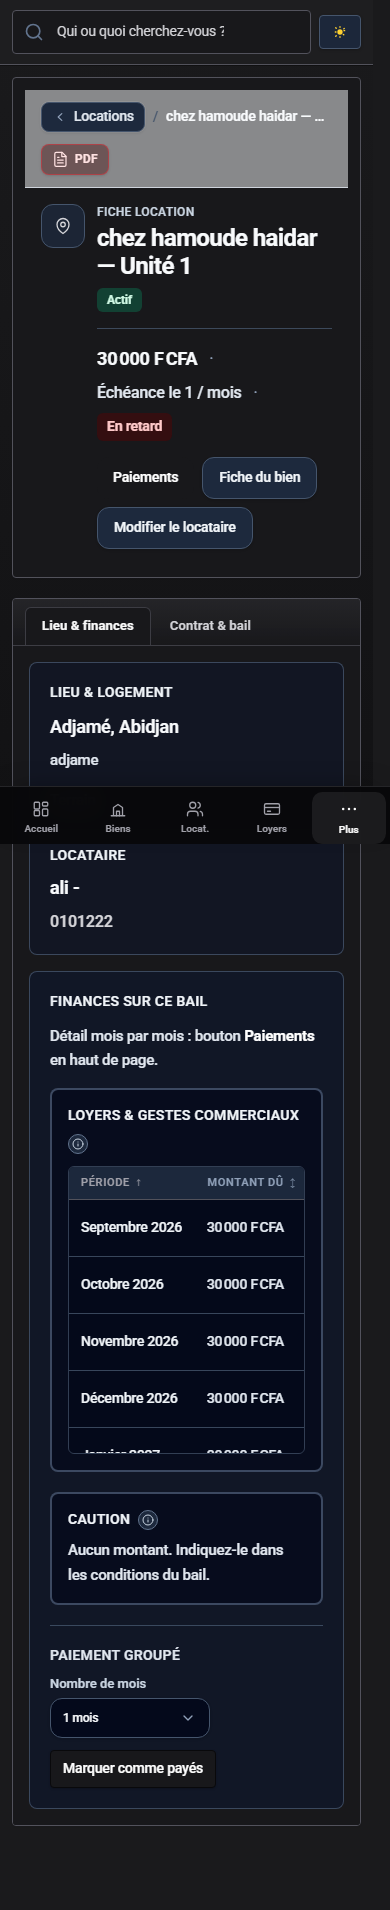 Qui ou quoi cherchez-vous ?
Locations / chez hamoude haidar — ...
PDF
FICHE LOCATION
chez hamoude haidar
— Unité 1
Actif
30 000 FCFA ·
Échéance le 1 / mois ·
En retard
Paiements Fiche du bien
Modifier le locataire
Lieu & finances Contrat & bail
LIEU & LOGEMENT
Adjamé, Abidjan
adjame
Accueil Biens Locat. Loyers Plus
LOCATAIRE
ali -
0101222
FINANCES SUR CE BAIL
Détail mois par mois : bouton Paiements
en haut de page.
LOYERS & GESTES COMMERCIAUX
PÉRIODE ↑ MONTANT DÛ ↕
Septembre 2026 30 000 FCFA
Octobre 2026 30 000 FCFA
Novembre 2026 30 000 FCFA
Décembre 2026 30 000 FCFA
Janvier 2027 30 000 FCFA
CAUTION
Aucun montant. Indiquez-le dans
les conditions du bail.
PAIEMENT GROUPÉ
Nombre de mois
1 mois
Marquer comme payés